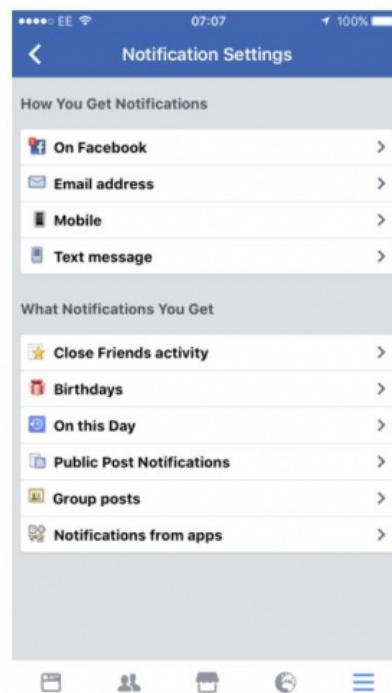 EE 07:07 100%
Notification Settings
How You Get Notifications
On Facebook
Email address
Mobile
Text message
What Notifications You Get
Close Friends activity
Birthdays
On this Day
Public Post Notifications
Group posts
Notifications from apps